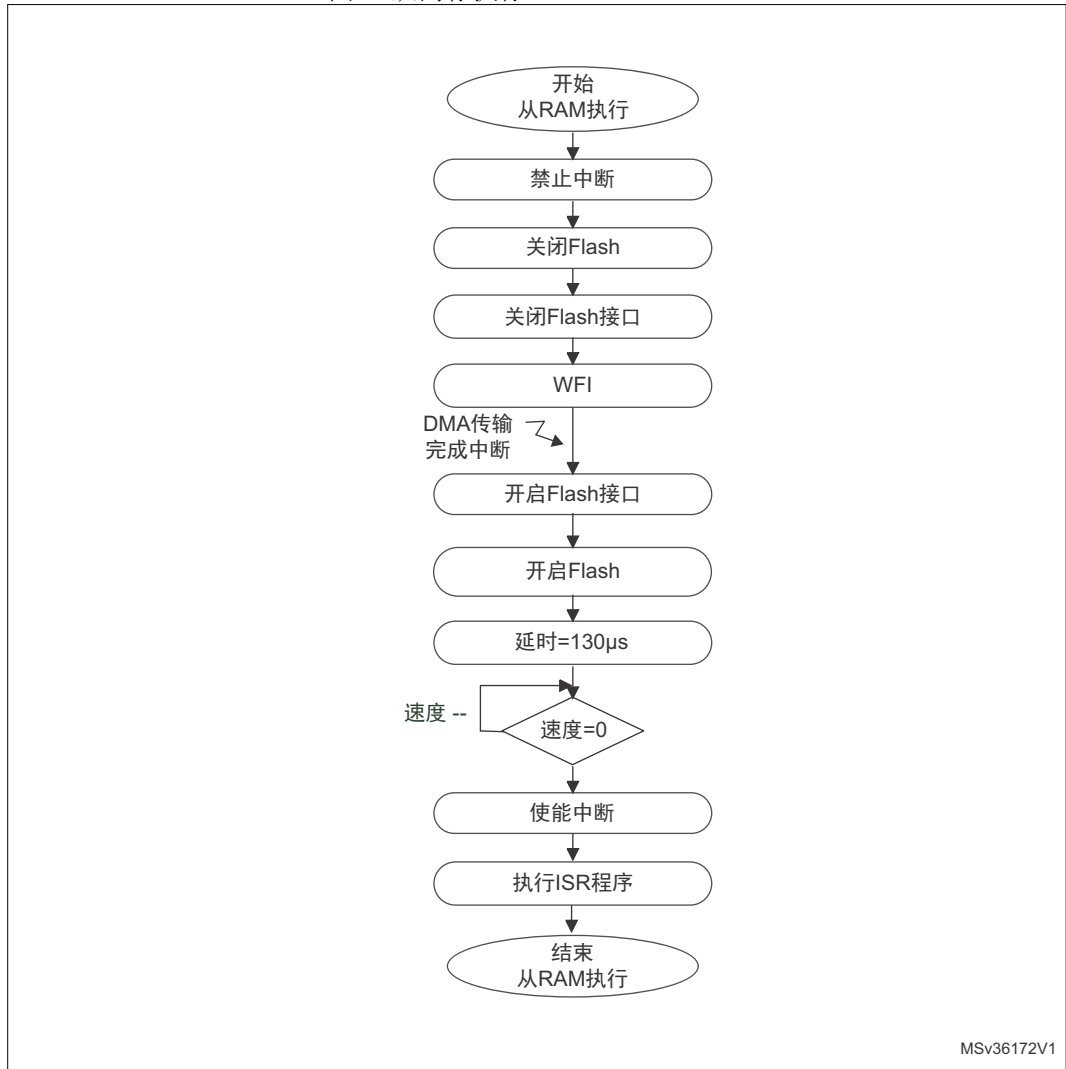 开始
从RAM执行
禁止中断
关闭Flash
关闭Flash接口
WFI
DMA传输
完成中断
开启Flash接口
开启Flash
延时=130µs
速度 --
速度=0
使能中断
执行ISR程序
结束
从RAM执行
MSv36172V1